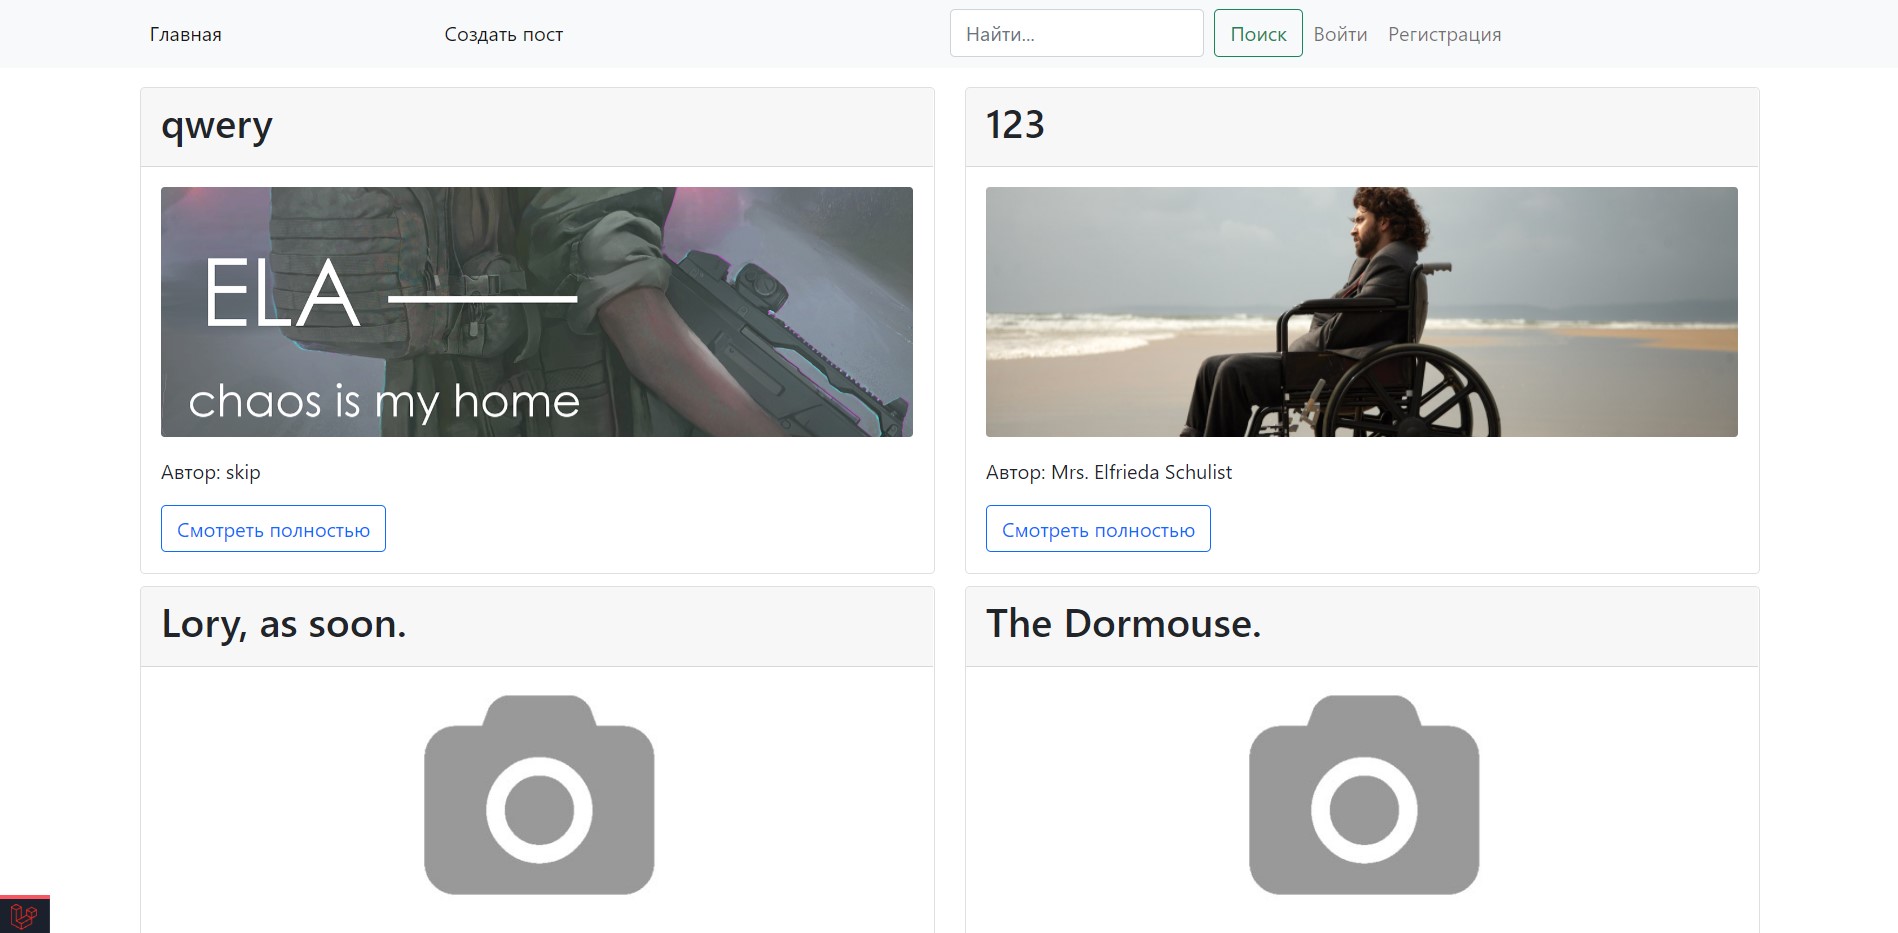 Главная Создать пост Найти... Поиск Войти Регистрация
qwery
ELA
chaos is my home
Автор: skip
Смотреть полностью
123
Автор: Mrs. Elfrieda Schulist
Смотреть полностью
Lory, as soon.
The Dormouse.